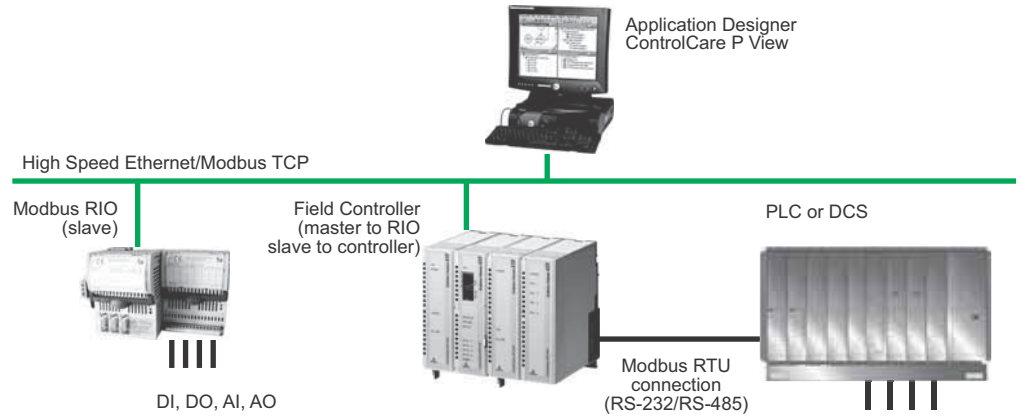 Application Designer
ControlCare P View
High Speed Ethernet/Modbus TCP
Modbus RIO
(slave)
Field Controller
(master to RIO
slave to controller)
PLC or DCS
Modbus RTU
connection
(RS-232/RS-485)
DI, DO, AI, AO